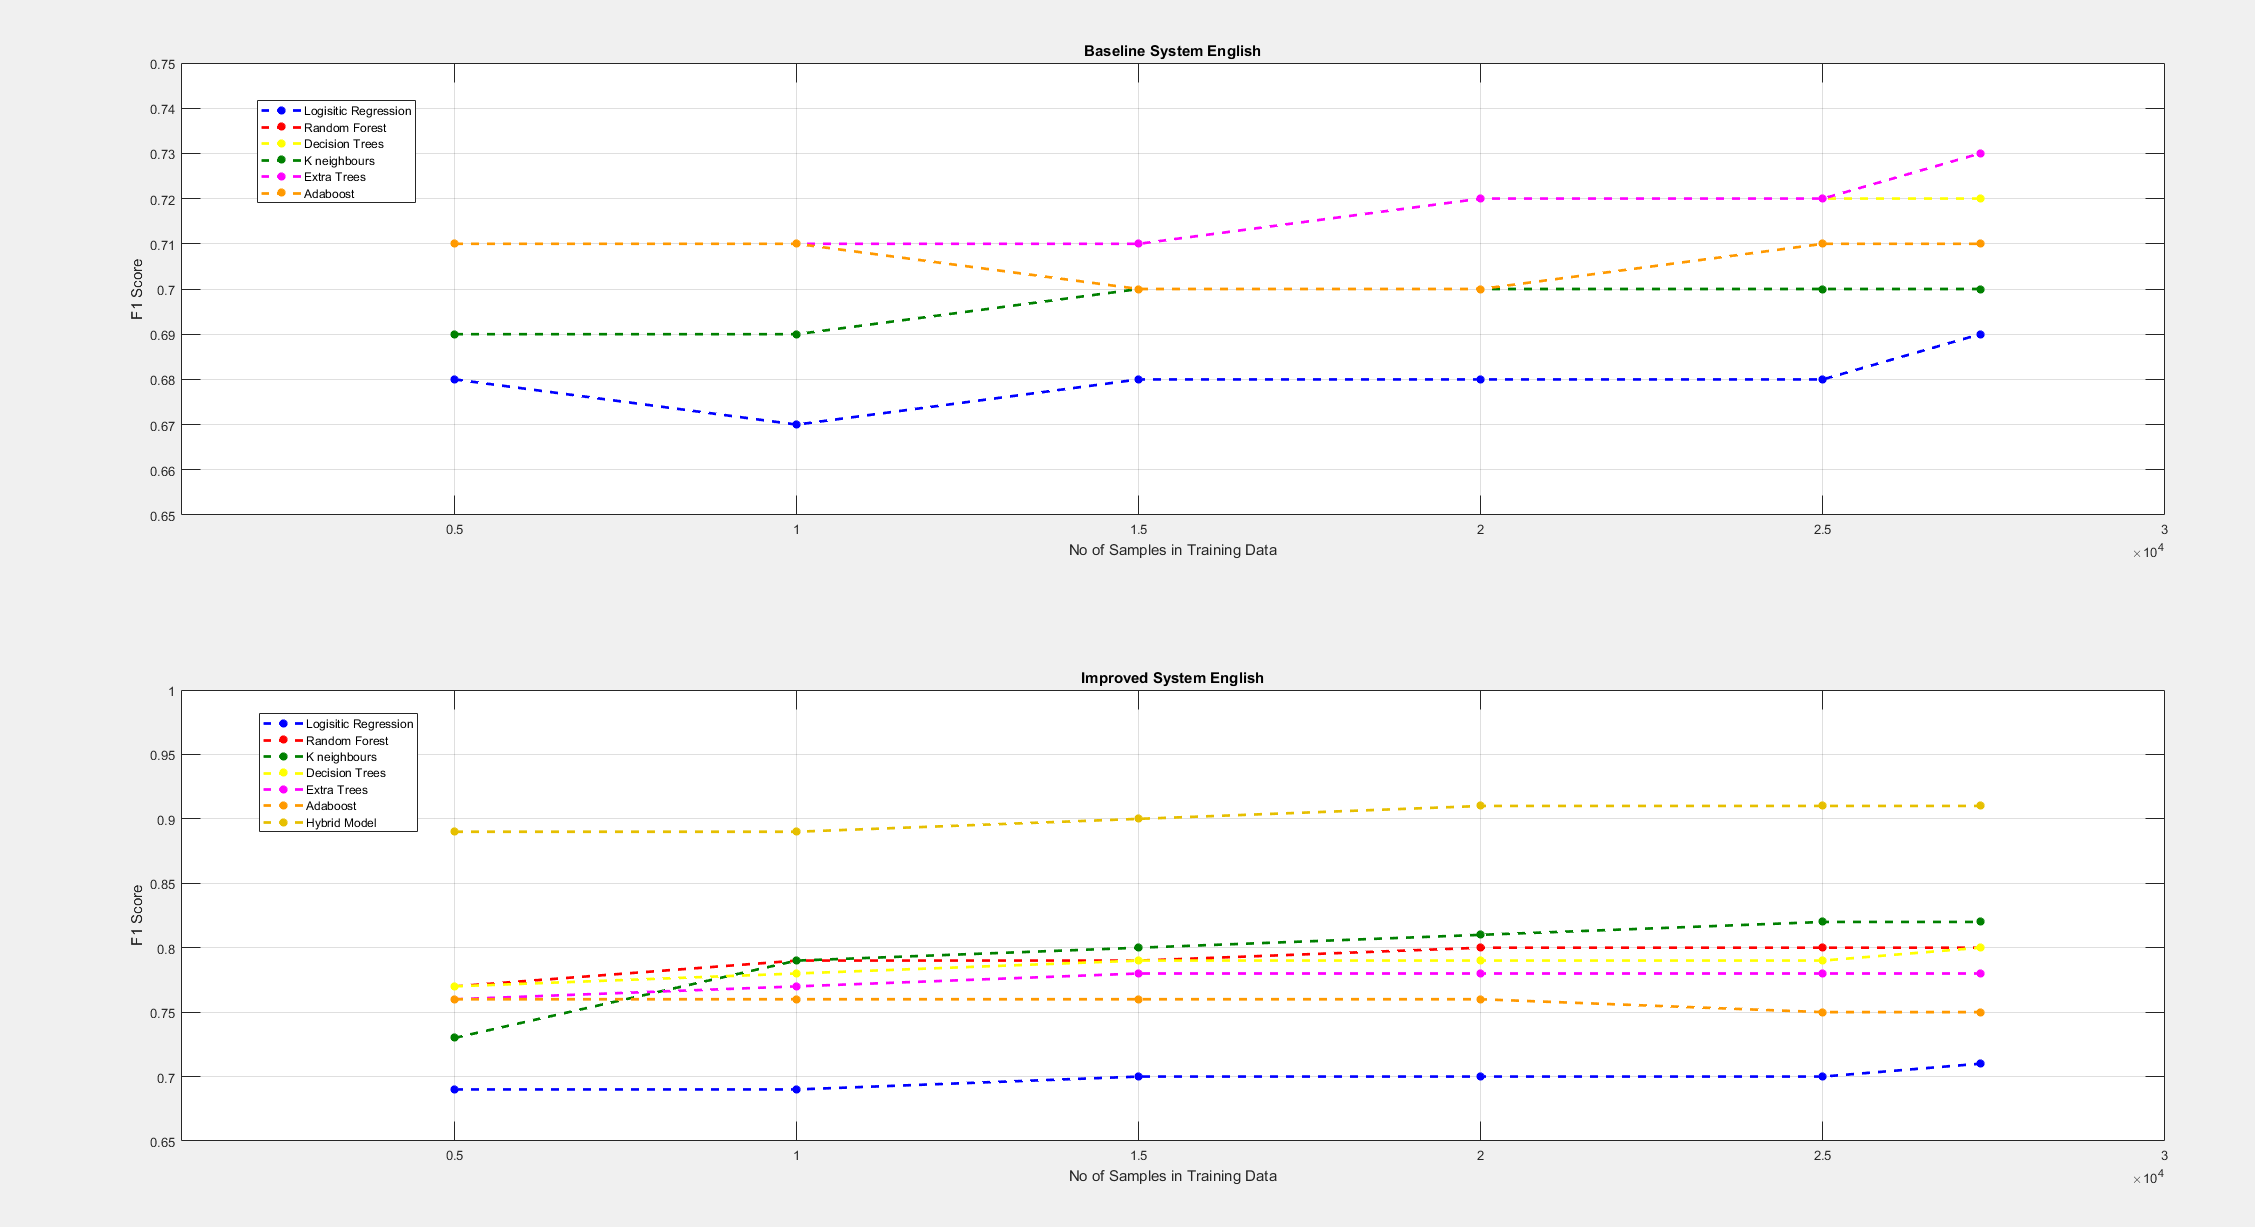 Baseline System English
0.75
0.74
0.73
0.72
0.71
0.7
0.69
0.68
0.67
0.66
0.65
F1 Score
Logisitic Regression
Random Forest
Decision Trees
K neighbours
Extra Trees
Adaboost
0.5 1 1.5 2 2.5 3
No of Samples in Training Data
×10^4
Improved System English
1
0.95
0.9
0.85
0.8
0.75
0.7
0.65
F1 Score
Logisitic Regression
Random Forest
K neighbours
Decision Trees
Extra Trees
Adaboost
Hybrid Model
0.5 1 1.5 2 2.5 3
No of Samples in Training Data
×10^4